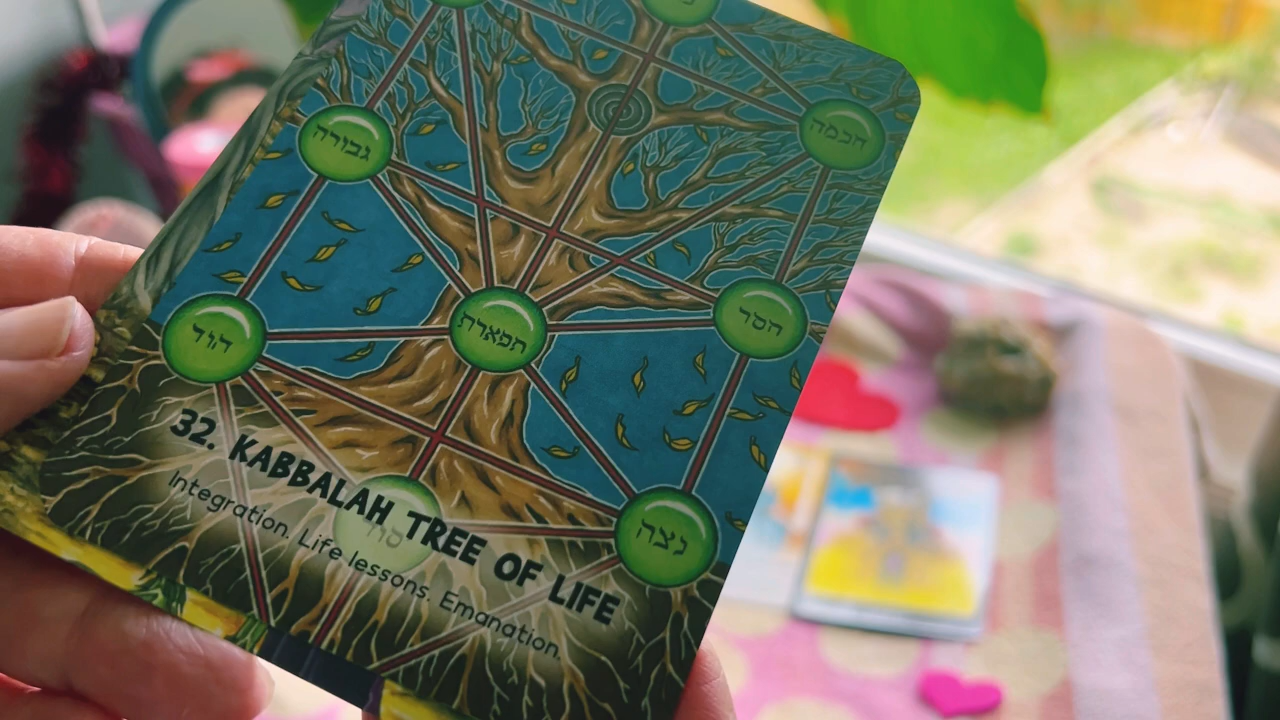 גבורה
חכמה
הוד
תפארת
חסד
נצח
32. KABBALAH TREE OF LIFE
Integration. Life lessons. Emanation.